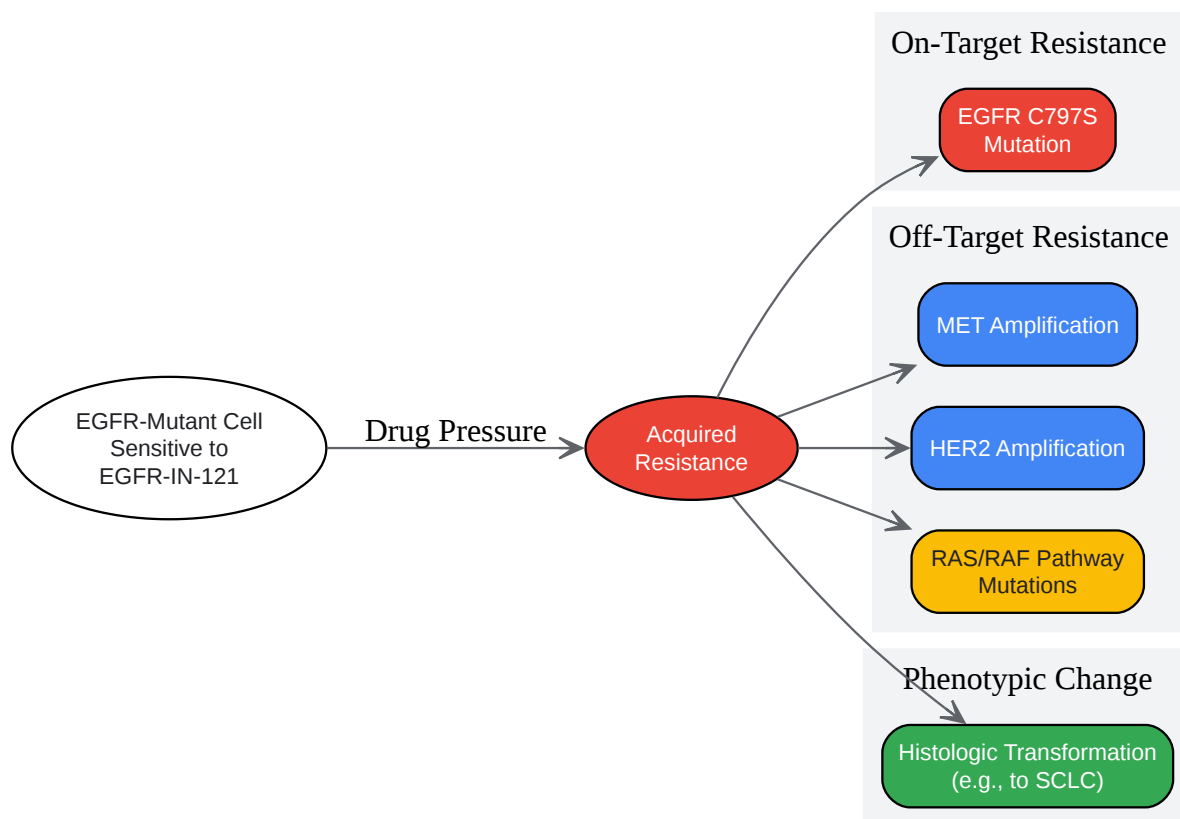 EGFR-Mutant Cell
Sensitive to
EGFR-IN-121
Drug Pressure
Acquired
Resistance
On-Target Resistance
EGFR C797S
Mutation
Off-Target Resistance
MET Amplification
HER2 Amplification
RAS/RAF Pathway
Mutations
Phenotypic Change
Histologic Transformation
(e.g., to SCLC)